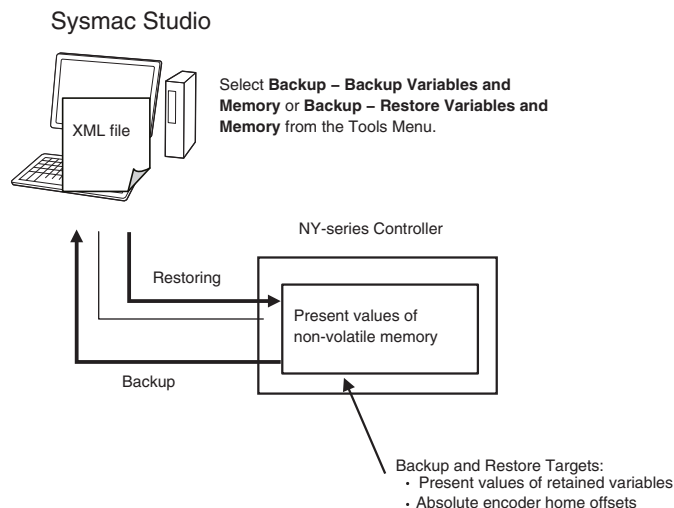 Sysmac Studio
XML file
Select Backup – Backup Variables and
Memory or Backup – Restore Variables and
Memory from the Tools Menu.
NY-series Controller
Restoring
Present values of
non-volatile memory
Backup
Backup and Restore Targets:
• Present values of retained variables
• Absolute encoder home offsets